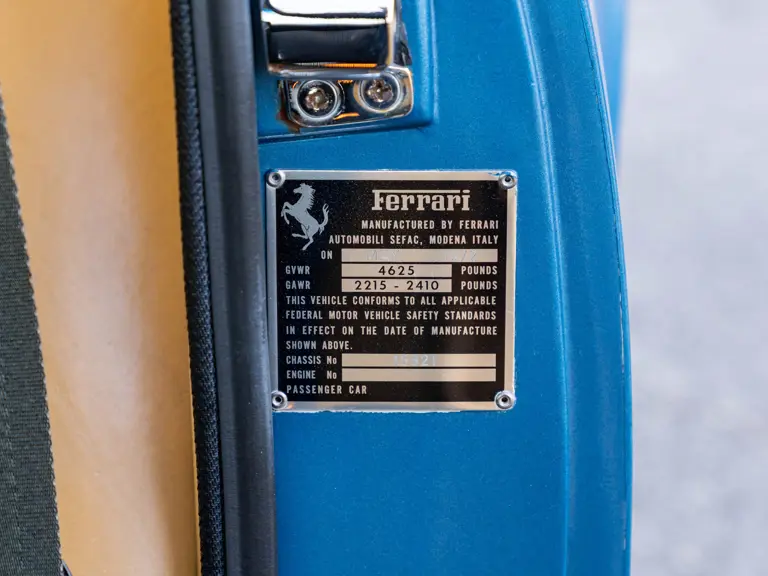 Ferrari
MANUFACTURED BY FERRARI
AUTOMOBILI SEFAC, MODENA ITALY
ON
GVWR 4625 POUNDS
GAWR 2215 - 2410 POUNDS
THIS VEHICLE CONFORMS TO ALL APPLICABLE
FEDERAL MOTOR VEHICLE SAFETY STANDARDS
IN EFFECT ON THE DATE OF MANUFACTURE
SHOWN ABOVE.
CHASSIS No
ENGINE No
PASSENGER CAR